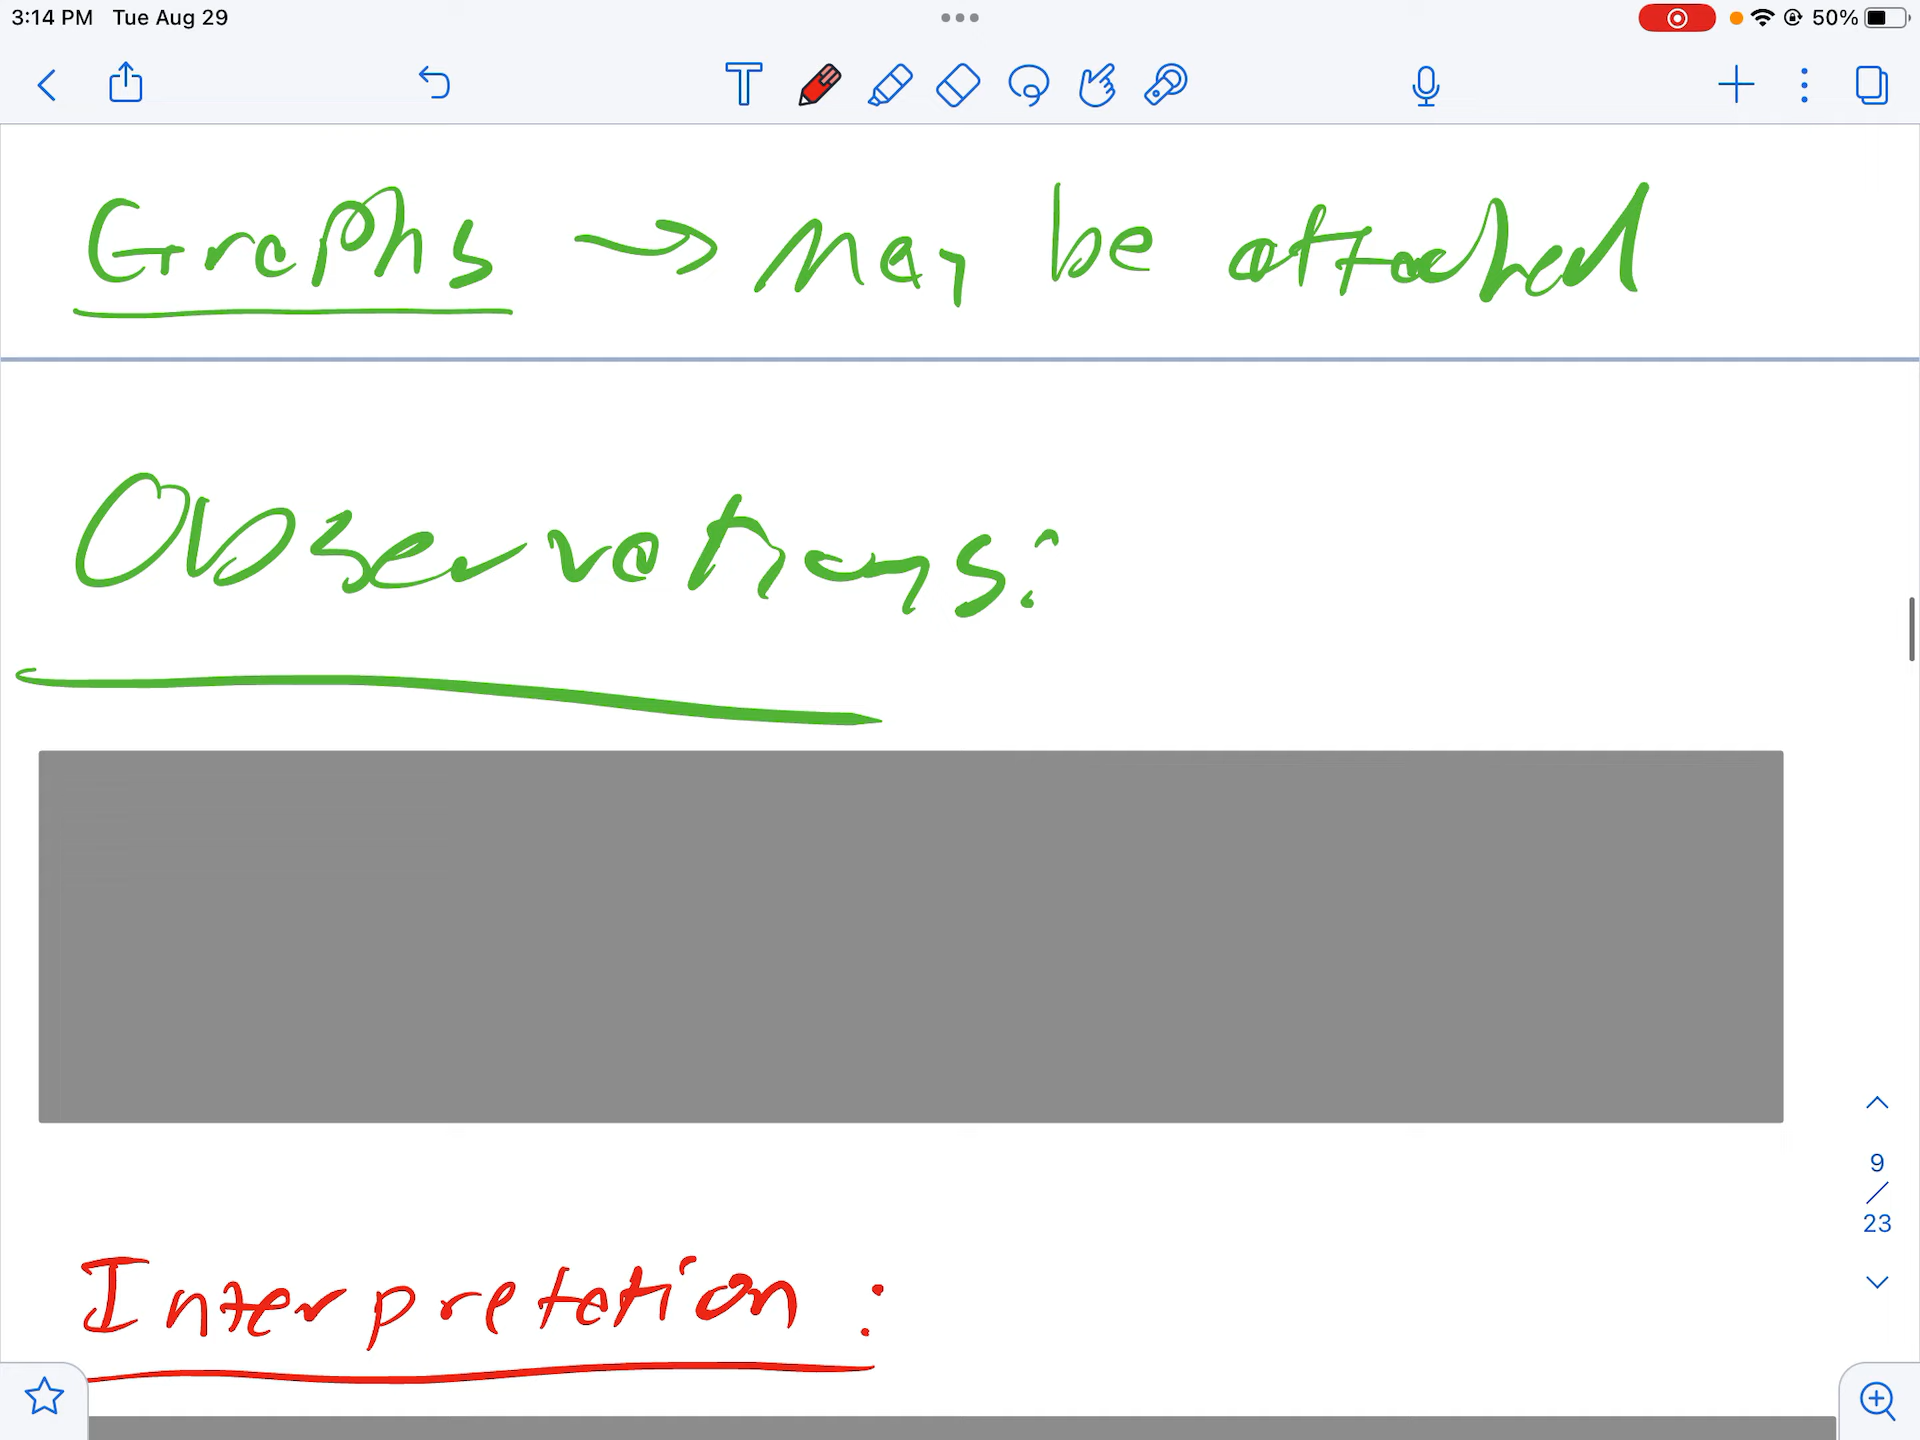 3:14 PM Tue Aug 29
50%
T
Graphs → May be attached
Observations:
9
/
23
Interpretation :